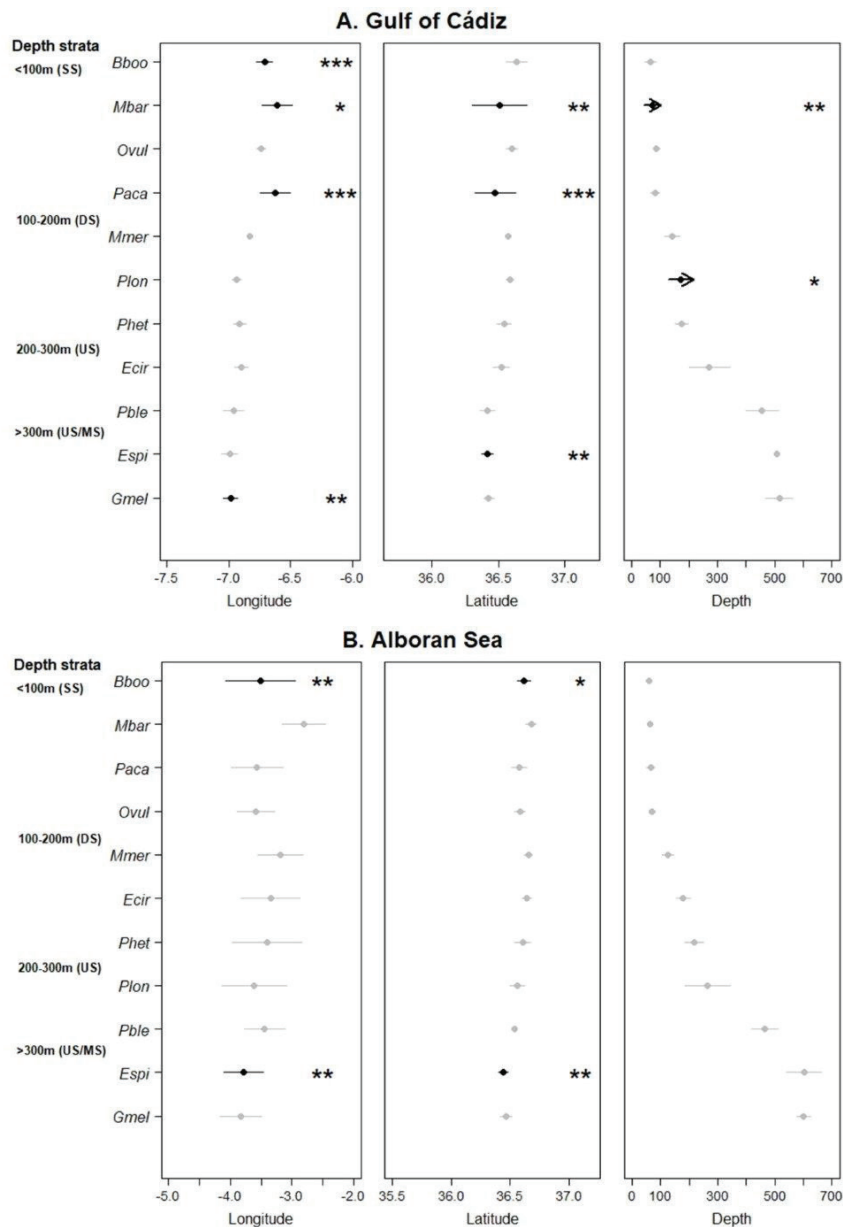 A. Gulf of Cádiz
Depth strata
<100m (SS)
Bboo
***
Mbar
*
**
**
Ovul
Paca
***
***
100-200m (DS)
Mmer
Plon
*
Phet
200-300m (US)
Ecir
Pble
>300m (US/MS)
Espi
**
Gmel
**
-7.5 -7.0 -6.5 -6.0
36.0 36.5 37.0
0 100 300 500 700
Longitude
Latitude
Depth
B. Alboran Sea
Depth strata
<100m (SS)
Bboo
**
*
Mbar
Paca
Ovul
100-200m (DS)
Mmer
Ecir
Phet
200-300m (US)
Plon
Pble
>300m (US/MS)
Espi
**
**
Gmel
-5.0 -4.0 -3.0 -2.0
35.5 36.0 36.5 37.0
0 100 300 500 700
Longitude
Latitude
Depth